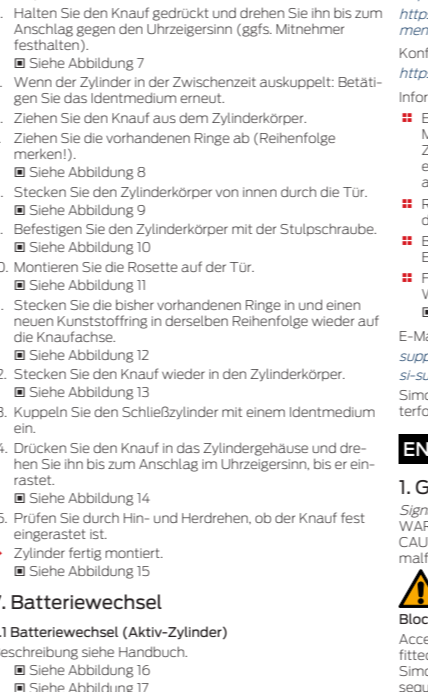 . Halten Sie den Knauf gedrückt und drehen Sie ihn bis zum
Anschlag gegen den Uhrzeigersinn (ggfs. Mitnehmer
festhalten).
Siehe Abbildung 7
. Wenn der Zylinder in der Zwischenzeit auskuppelt: Betäti-
gen Sie das Identmedium erneut.
. Ziehen Sie den Knauf aus dem Zylinderkörper.
. Ziehen Sie die vorhandenen Ringe ab (Reihenfolge
merken!).
Siehe Abbildung 8
. Stecken Sie den Zylinderkörper von innen durch die Tür.
Siehe Abbildung 9
. Befestigen Sie den Zylinderkörper mit der Stulpschraube.
Siehe Abbildung 10
0. Montieren Sie die Rosette auf der Tür.
Siehe Abbildung 11
. Stecken Sie die bisher vorhandenen Ringe in und einen
neuen Kunststoffring in derselben Reihenfolge wieder auf
die Knaufachse.
Siehe Abbildung 12
2. Stecken Sie den Knauf wieder in den Zylinderkörper.
Siehe Abbildung 13
3. Kuppeln Sie den Schließzylinder mit einem Identmedium
ein.
4. Drücken Sie den Knauf in das Zylindergehäuse und dre-
hen Sie ihn bis zum Anschlag im Uhrzeigersinn, bis er ein-
rastet.
Siehe Abbildung 14
5. Prüfen Sie durch Hin- und Herdrehen, ob der Knauf fest
eingerastet ist.
Zylinder fertig montiert.
Siehe Abbildung 15
. Batteriewechsel
.1 Batteriewechsel (Aktiv-Zylinder)
eschreibung siehe Handbuch.
Siehe Abbildung 16
Siehe Abbildung 17
http
men
Konf
http
Infor
E
M
Z
e
a
R
d
E
E
F
W
E-Ma
supp
si-su
Simo
terfo
EN
1. G
Sign
WAR
CAU
malf
Bloc
Acce
fitted
Simo
sequ